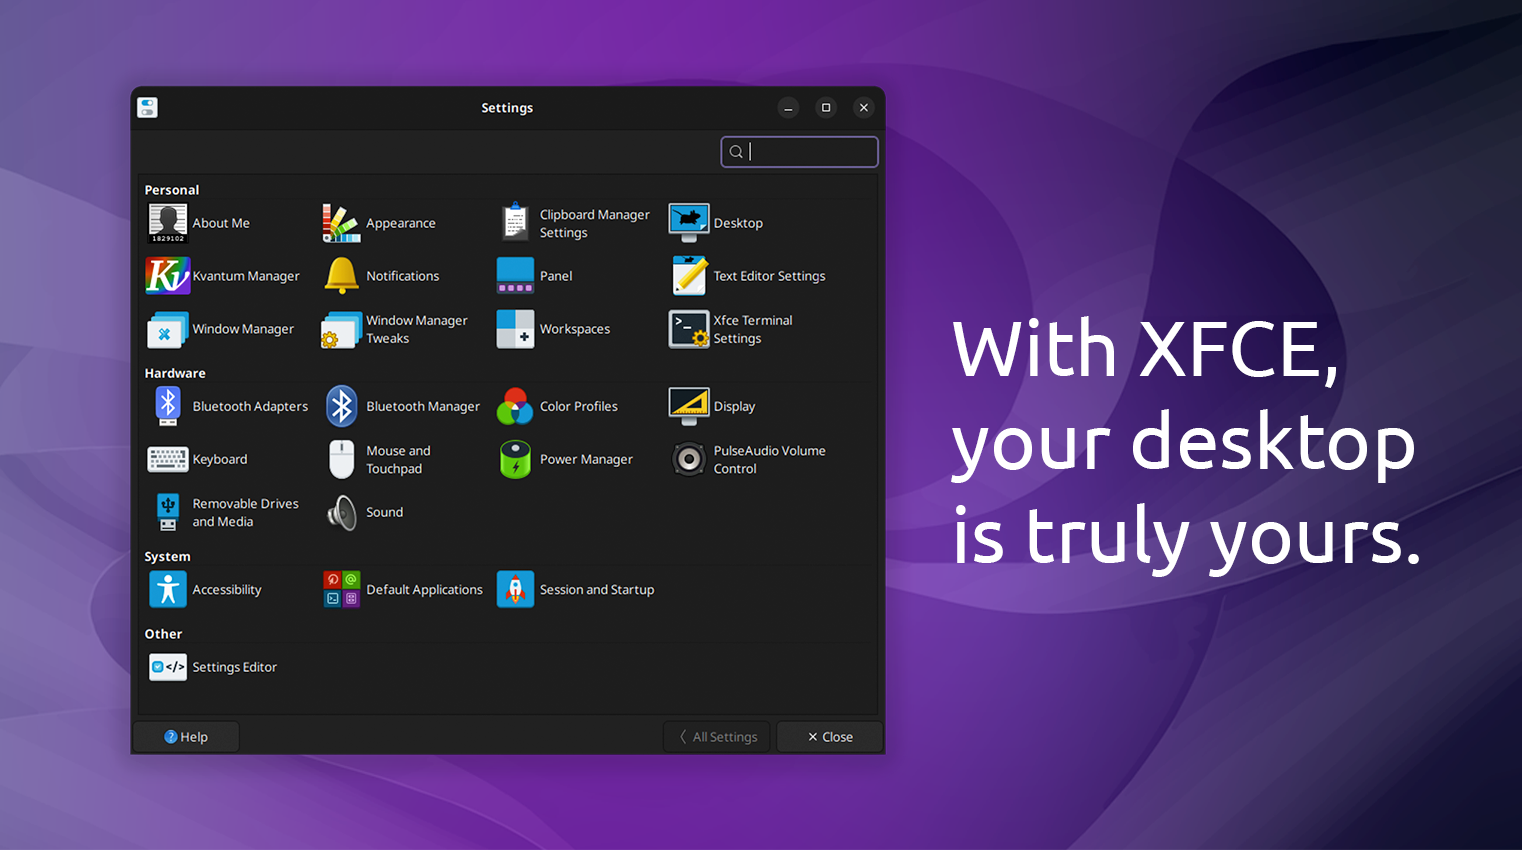 Settings
Personal
1829102
About Me
Appearance
Clipboard Manager
Settings
Desktop
Kv
Kvantum Manager
Notifications
Panel
Text Editor Settings
Window Manager
Window Manager
Tweaks
Workspaces
>_
Xfce Terminal
Settings
Hardware
Bluetooth Adapters
Bluetooth Manager
Color Profiles
Display
Keyboard
Mouse and
Touchpad
Power Manager
PulseAudio Volume
Control
Removable Drives
and Media
Sound
System
Accessibility
@
Default Applications
Session and Startup
Other
</>
Settings Editor
? Help
All Settings
Close
With XFCE,
your desktop
is truly yours.